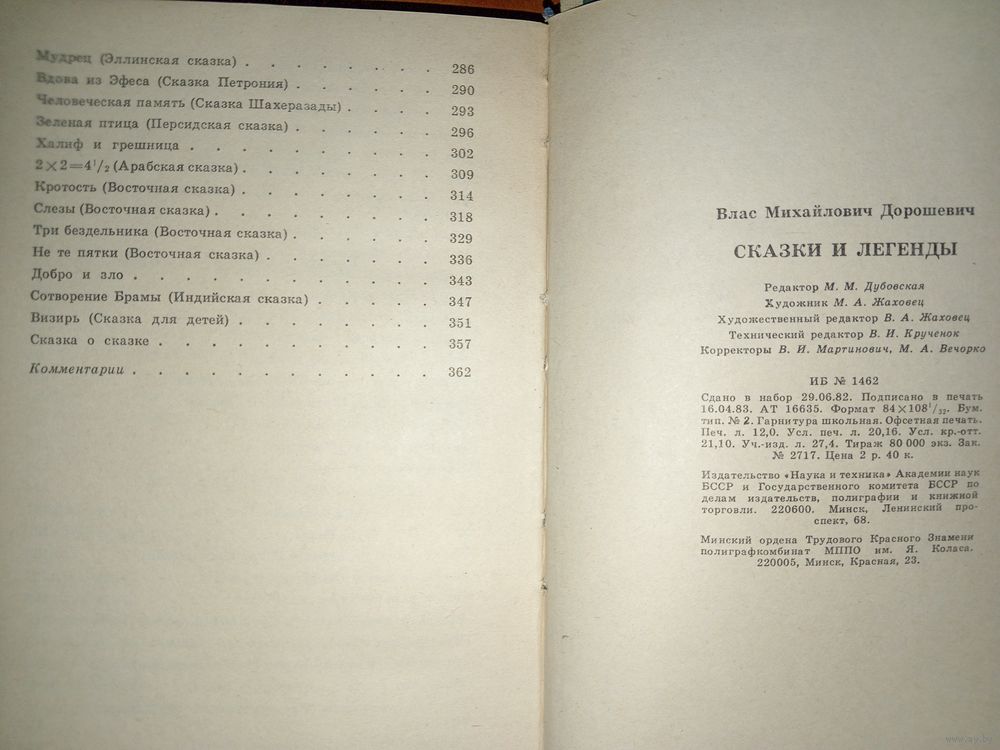 Мудрец (Эллинская сказка) . . . . . . . . 286
Вдова из Эфеса (Сказка Петрония) . . . . . . 290
Человеческая память (Сказка Шахеразады) . . . . 293
Зеленая птица (Персидская сказка) . . . . . . 296
Халиф и грешница . . . . . . . . . . 302
2×2=4¹/₂ (Арабская сказка) . . . . . . . . 309
Кротость (Восточная сказка) . . . . . . . . 314
Слезы (Восточная сказка) . . . . . . . . . 318
Три бездельника (Восточная сказка) . . . . . . 329
Не те пятки (Восточная сказка) . . . . . . . 336
Добро и зло . . . . . . . . . . . . 343
Сотворение Брамы (Индийская сказка) . . . . . 347
Визирь (Сказка для детей) . . . . . . . . 351
Сказка о сказке . . . . . . . . . . . 357
Комментарии . . . . . . . . . . . . 362
Влас Михайлович Дорошевич
СКАЗКИ И ЛЕГЕНДЫ
Редактор М. М. Дубовская
Художник М. А. Жаховец
Художественный редактор В. А. Жаховец
Технический редактор В. И. Крученок
Корректоры В. И. Мартинович, М. А. Вечорко
ИБ № 1462
Сдано в набор 29.06.82. Подписано в печать
16.04.83. АТ 16635. Формат 84×108¹/₃₂. Бум.
тип. № 2. Гарнитура школьная. Офсетная печать.
Печ. л. 12,0. Усл. печ. л. 20,16. Усл. кр.-отт.
21,10. Уч.-изд. л. 27,4. Тираж 80 000 экз. Зак.
№ 2717. Цена 2 р. 40 к.
Издательство «Наука и техника» Академии наук
БССР и Государственного комитета БССР по
делам издательств, полиграфии и книжной
торговли. 220600. Минск, Ленинский про-
спект, 68.
Минский ордена Трудового Красного Знамени
полиграфкомбинат МППО им. Я. Коласа.
220005, Минск, Красная, 23.